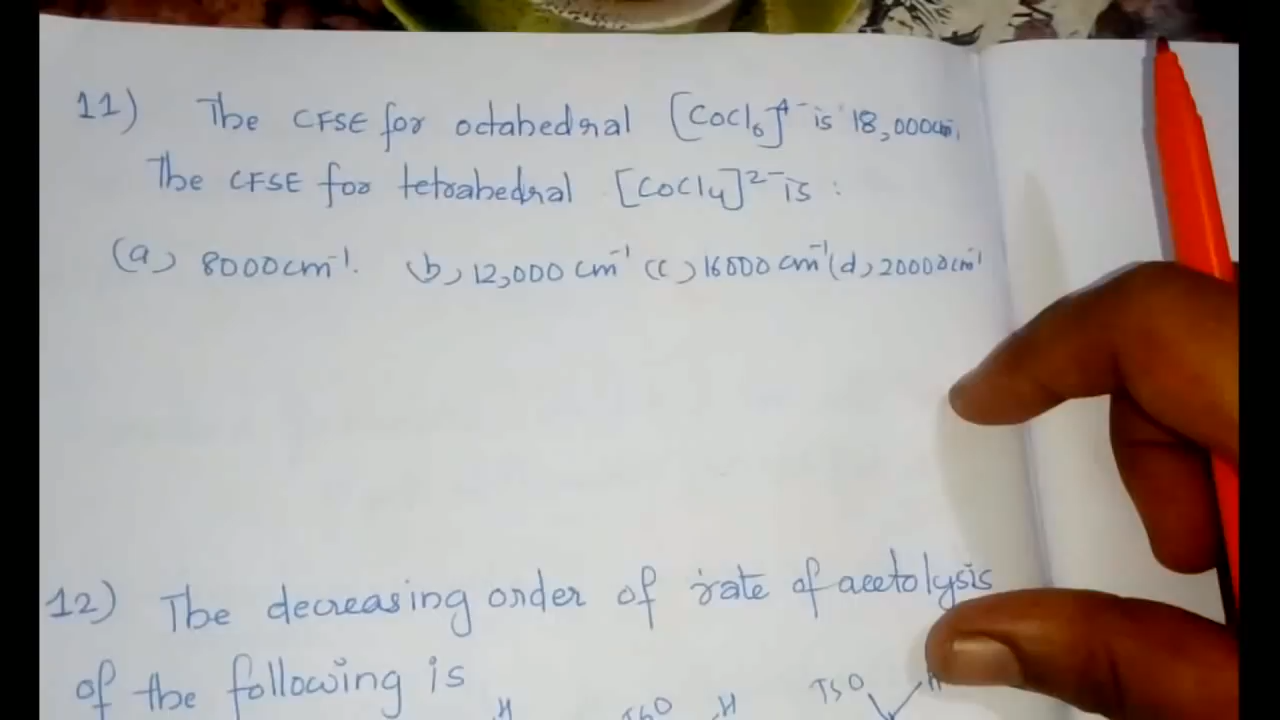 11) The CFSE for octahedral [CoCl6]4- is 18,000cm,
The CFSE for tetrahedral [CoCl4]2- is :
(a) 8000cm-1. (b) 12,000 cm-1 (c) 16000 cm-1 (d) 20000cm-1
12) The decreasing order of rate of acetolysis
of the following is
H
TsO
H
TSO
H